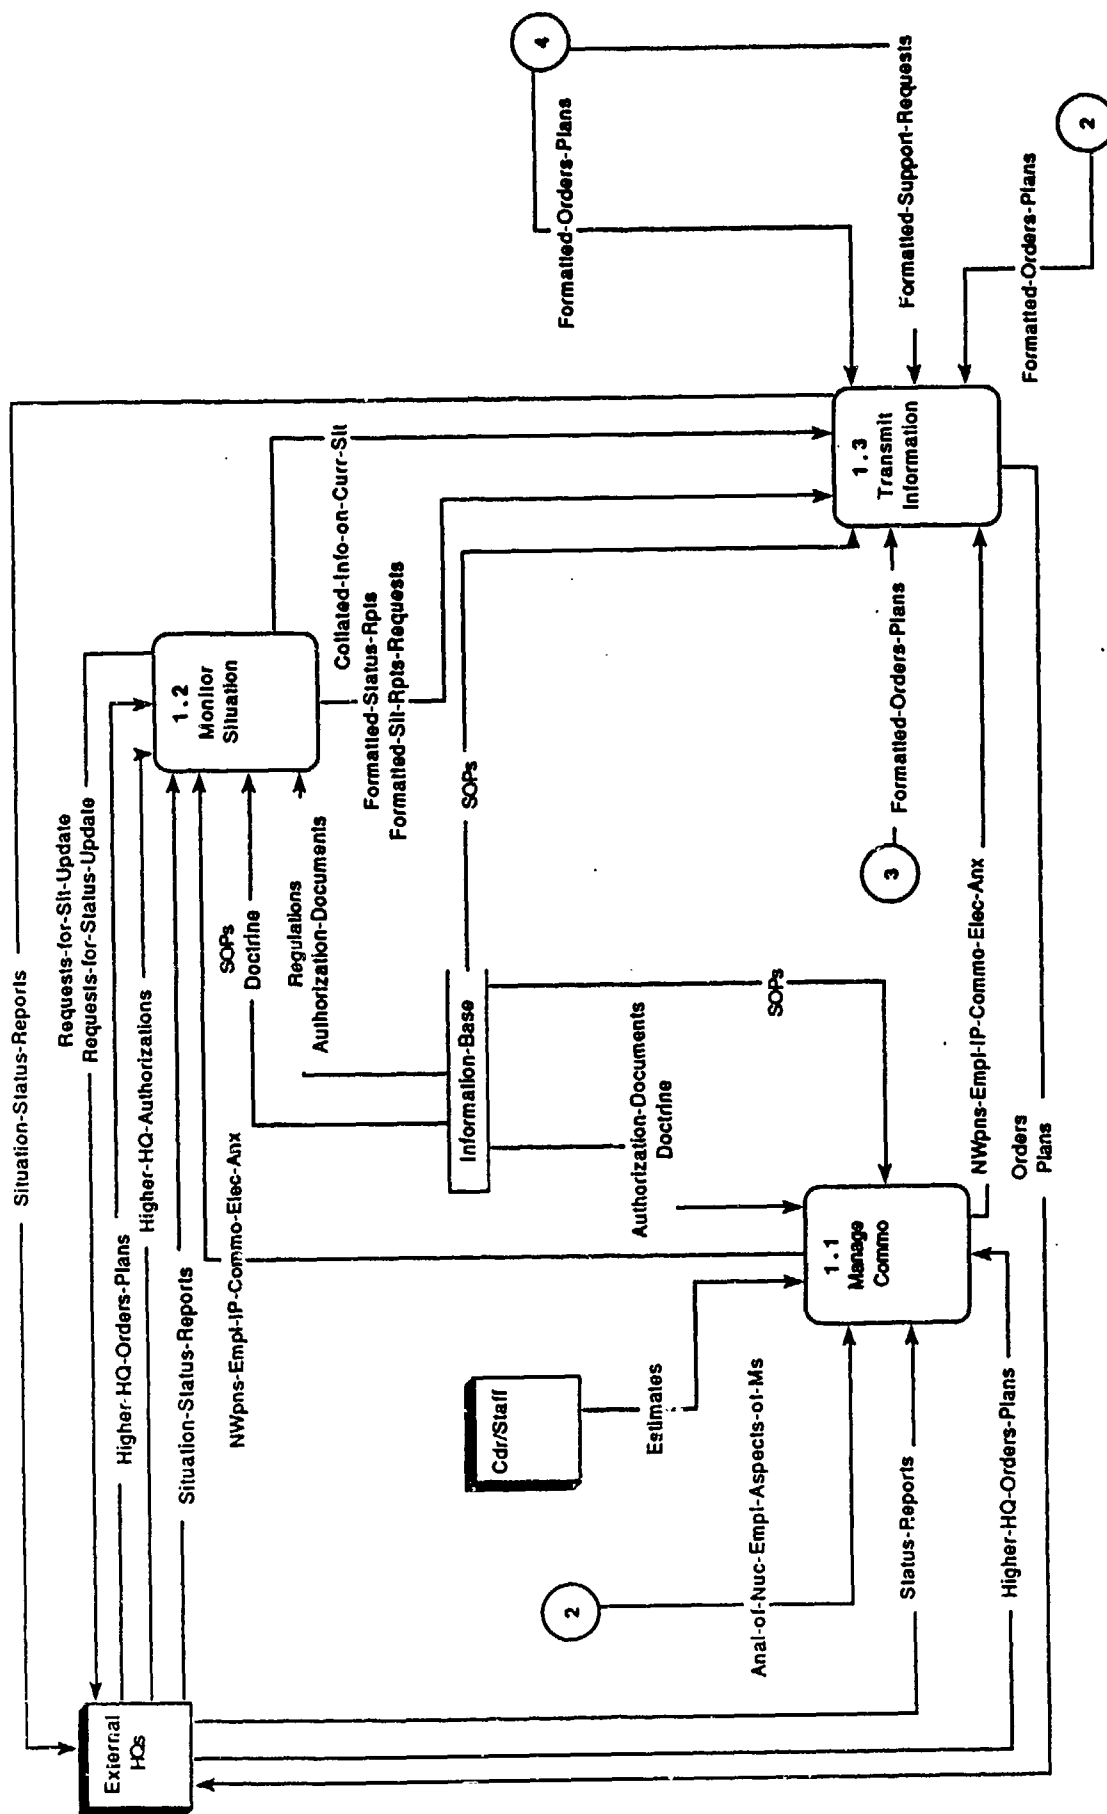 Situation-Status-Reports
Requests-for-Sit-Update
Requests-for-Status-Update
Higher-HQ-Orders-Plans
Higher-HQ-Authorizations
Situation-Status-Reports
NWpns-Empl-IP-Commo-Elec-Anx
External
HQs
SOPs
Doctrine
Regulations
Authorization-Documents
1.2
Monitor
Situation
Collated-Info-on-Curr-Sit
Formatted-Status-Rpts
Formatted-Sit-Rpts-Requests
Information-Base
SOPs
SOPs
Authorization-Documents
Doctrine
Cdr/Staff
Estimates
2
Anal-of-Nuc-Empl-Aspects-of-Ms
Status-Reports
Higher-HQ-Orders-Plans
1.1
Manage
Commo
3
Formatted-Orders-Plans
NWpns-Empl-IP-Commo-Elec-Anx
Orders
Plans
1.3
Transmit
Information
4
Formatted-Orders-Plans
Formatted-Support-Requests
Formatted-Orders-Plans
2